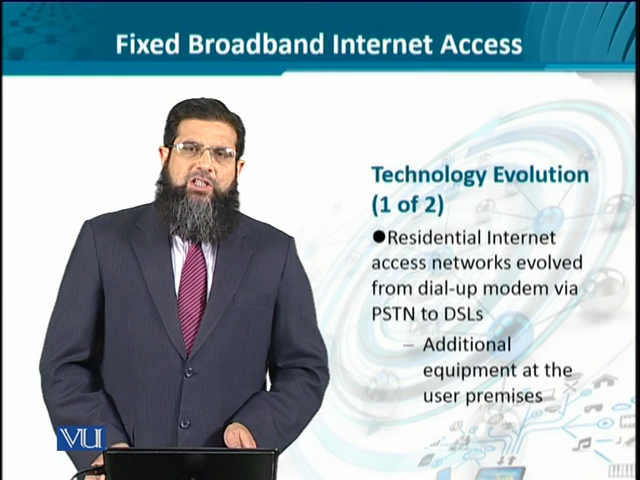 Fixed Broadband Internet Access
Technology Evolution
(1 of 2)
●Residential Internet
access networks evolved
from dial-up modem via
PSTN to DSLs
– Additional
equipment at the
user premises
VU